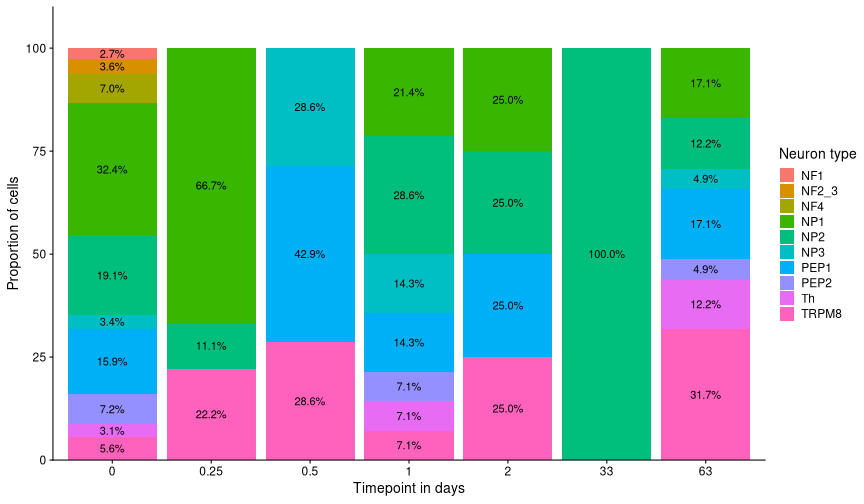 Proportion of cells
100
75
50
25
0
2.7%
3.6%
7.0%
32.4%
19.1%
3.4%
15.9%
7.2%
3.1%
5.6%
66.7%
11.1%
22.2%
28.6%
42.9%
28.6%
21.4%
28.6%
14.3%
14.3%
7.1%
7.1%
7.1%
25.0%
25.0%
25.0%
25.0%
100.0%
17.1%
12.2%
4.9%
17.1%
4.9%
12.2%
31.7%
0 0.25 0.5 1 2 33 63
Timepoint in days
Neuron type
NF1
NF2_3
NF4
NP1
NP2
NP3
PEP1
PEP2
Th
TRPM8